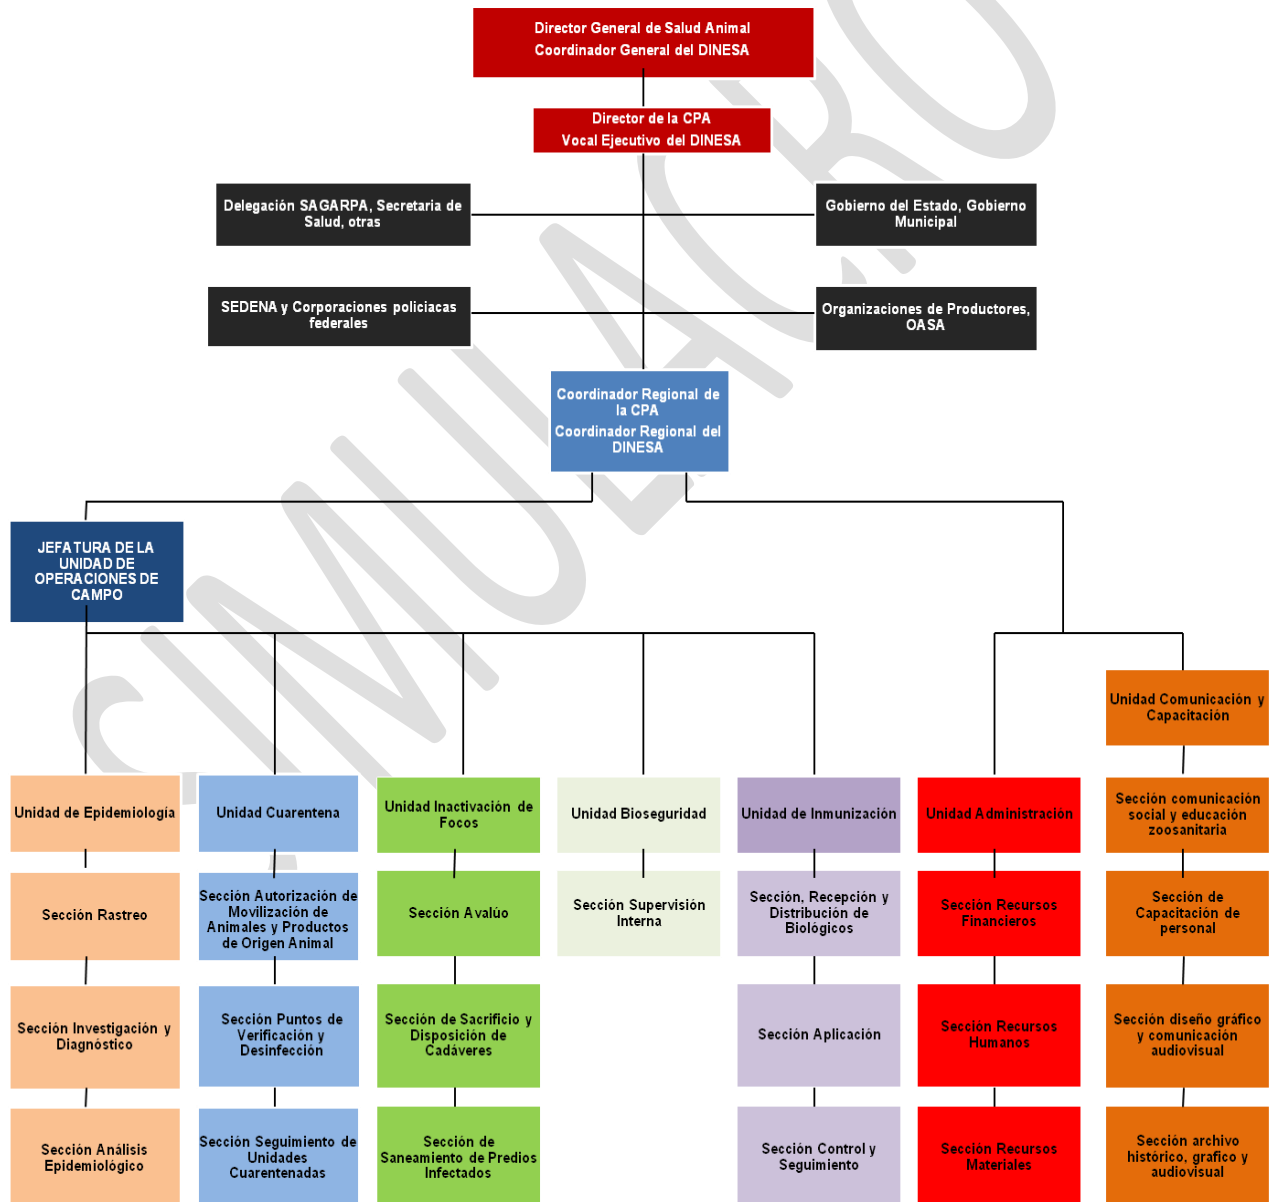 Director General de Salud Animal
Coordinador General del DINESA
Director de la CPA
Vocal Ejecutivo del DINESA
Delegación SAGARPA, Secretaria de
Salud, otras
Gobierno del Estado, Gobierno
Municipal
SEDENA y Corporaciones policiacas
federales
Organizaciones de Productores,
OASA
Coordinador Regional de
la CPA
Coordinador Regional del
DINESA
JEFATURA DE LA
UNIDAD DE
OPERACIONES DE
CAMPO
Unidad de Epidemiología
Sección Rastreo
Sección Investigación y
Diagnóstico
Sección Análisis
Epidemiológico
Unidad Cuarentena
Sección Autorización de
Movilización de
Animales y Productos
de Origen Animal
Sección Puntos de
Verificación y
Desinfección
Sección Seguimiento de
Unidades
Cuarentenadas
Unidad Inactivación de
Focos
Sección Avalúo
Sección de Sacrificio y
Disposición de
Cadáveres
Sección de
Saneamiento de Predios
Infectados
Unidad Bioseguridad
Sección Supervisión
Interna
Unidad de Inmunización
Sección, Recepción y
Distribución de
Biológicos
Sección Aplicación
Sección Control y
Seguimiento
Unidad Administración
Sección Recursos
Financieros
Sección Recursos
Humanos
Sección Recursos
Materiales
Unidad Comunicación y
Capacitación
Sección comunicación
social y educación
zoosanitaria
Sección de
Capacitación de
personal
Sección diseño gráfico
y comunicación
audiovisual
Sección archivo
histórico, grafico y
audiovisual
SIMULACRO